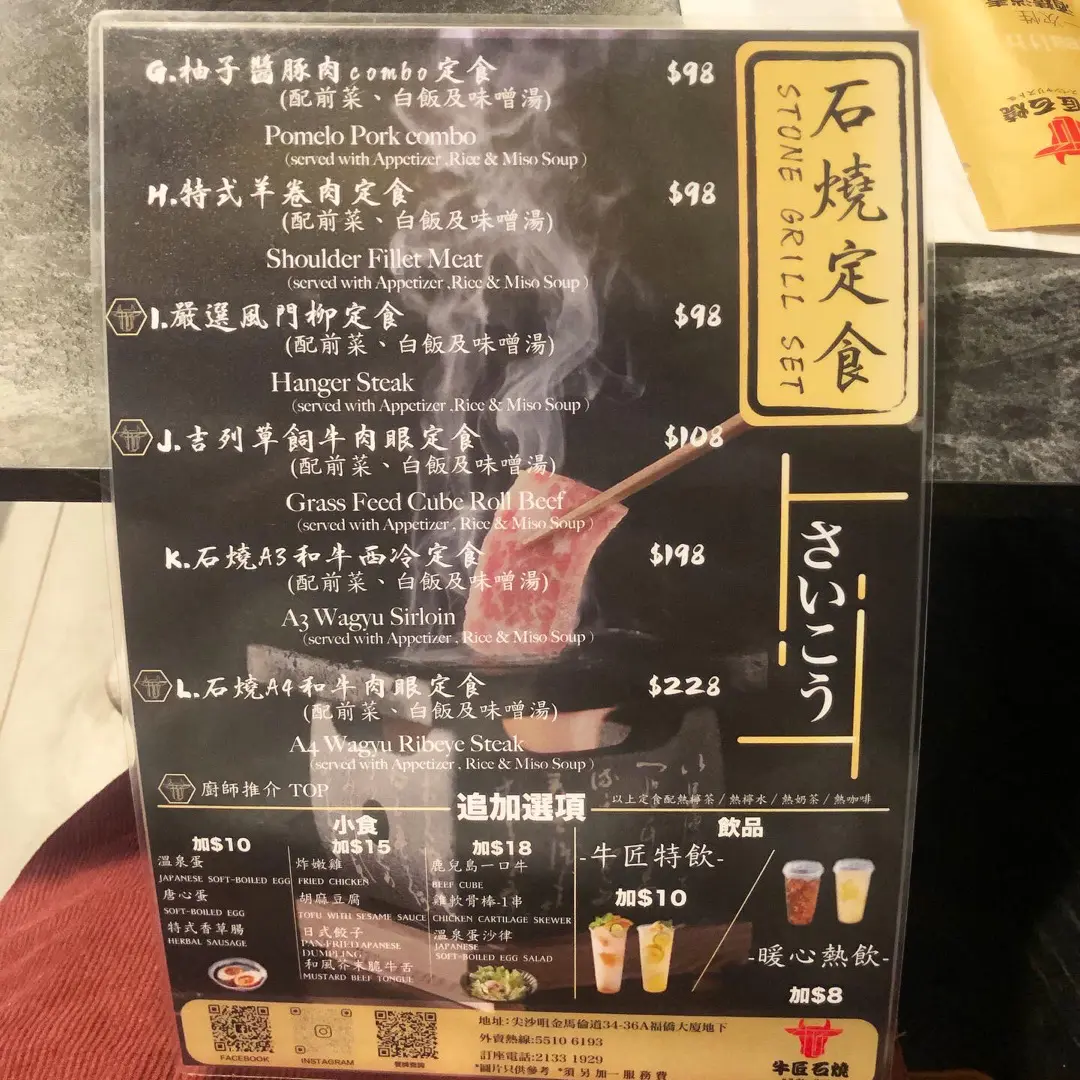 G.柚子醬豚肉combo定食 $98
(配前菜、白飯及味噌湯)
Pomelo Pork combo
(served with Appetizer ,Rice & Miso Soup )
H.特式羊卷肉定食 $98
(配前菜、白飯及味噌湯)
Shoulder Fillet Meat
(served with Appetizer ,Rice & Miso Soup )
I.嚴選風門柳定食 $98
(配前菜、白飯及味噌湯)
Hanger Steak
(served with Appetizer ,Rice & Miso Soup )
J.吉列草飼牛肉眼定食 $108
(配前菜、白飯及味噌湯)
Grass Feed Cube Roll Beef
(served with Appetizer , Rice & Miso Soup )
K.石燒A3和牛西冷定食 $198
(配前菜、白飯及味噌湯)
A3 Wagyu Sirloin
(served with Appetizer , Rice & Miso Soup )
L.石燒A4和牛肉眼定食 $228
(配前菜、白飯及味噌湯)
A4 Wagyu Ribeye Steak
(served with Appetizer , Rice & Miso Soup )
廚師推介 TOP
石燒定食
STONE GRILL SET
さいこう
追加選項
以上定食配熱檸茶 / 熱檸水 / 熱奶茶 / 熱咖啡
小食
加$10
溫泉蛋
JAPANESE SOFT-BOILED EGG
唐心蛋
SOFT-BOILED EGG
特式香草腸
HERBAL SAUSAGE
加$15
炸嫩雞
FRIED CHICKEN
胡麻豆腐
TOFU WITH SESAME SAUCE
日式餃子
PAN-FRIED APANESE
DUMPLING
和風芥末脆牛舌
MUSTARD BEEF TONGUE
加$18
鹿兒島一口牛
BEEF CUBE
雞軟骨棒-1串
CHICKEN CARTILAGE SKEWER
溫泉蛋沙律
JAPANESE
SOFT-BOILED EGG SALAD
飲品
-牛匠特飲-
加$10
-暖心熱飲-
加$8
FACEBOOK
INSTAGRAM
地址:尖沙咀金馬倫道34-36A福僑大廈地下
外賣熱線:5510 6193
訂座電話:2133 1929
*圖片只供參考 *須另加一服務費
牛匠石燒